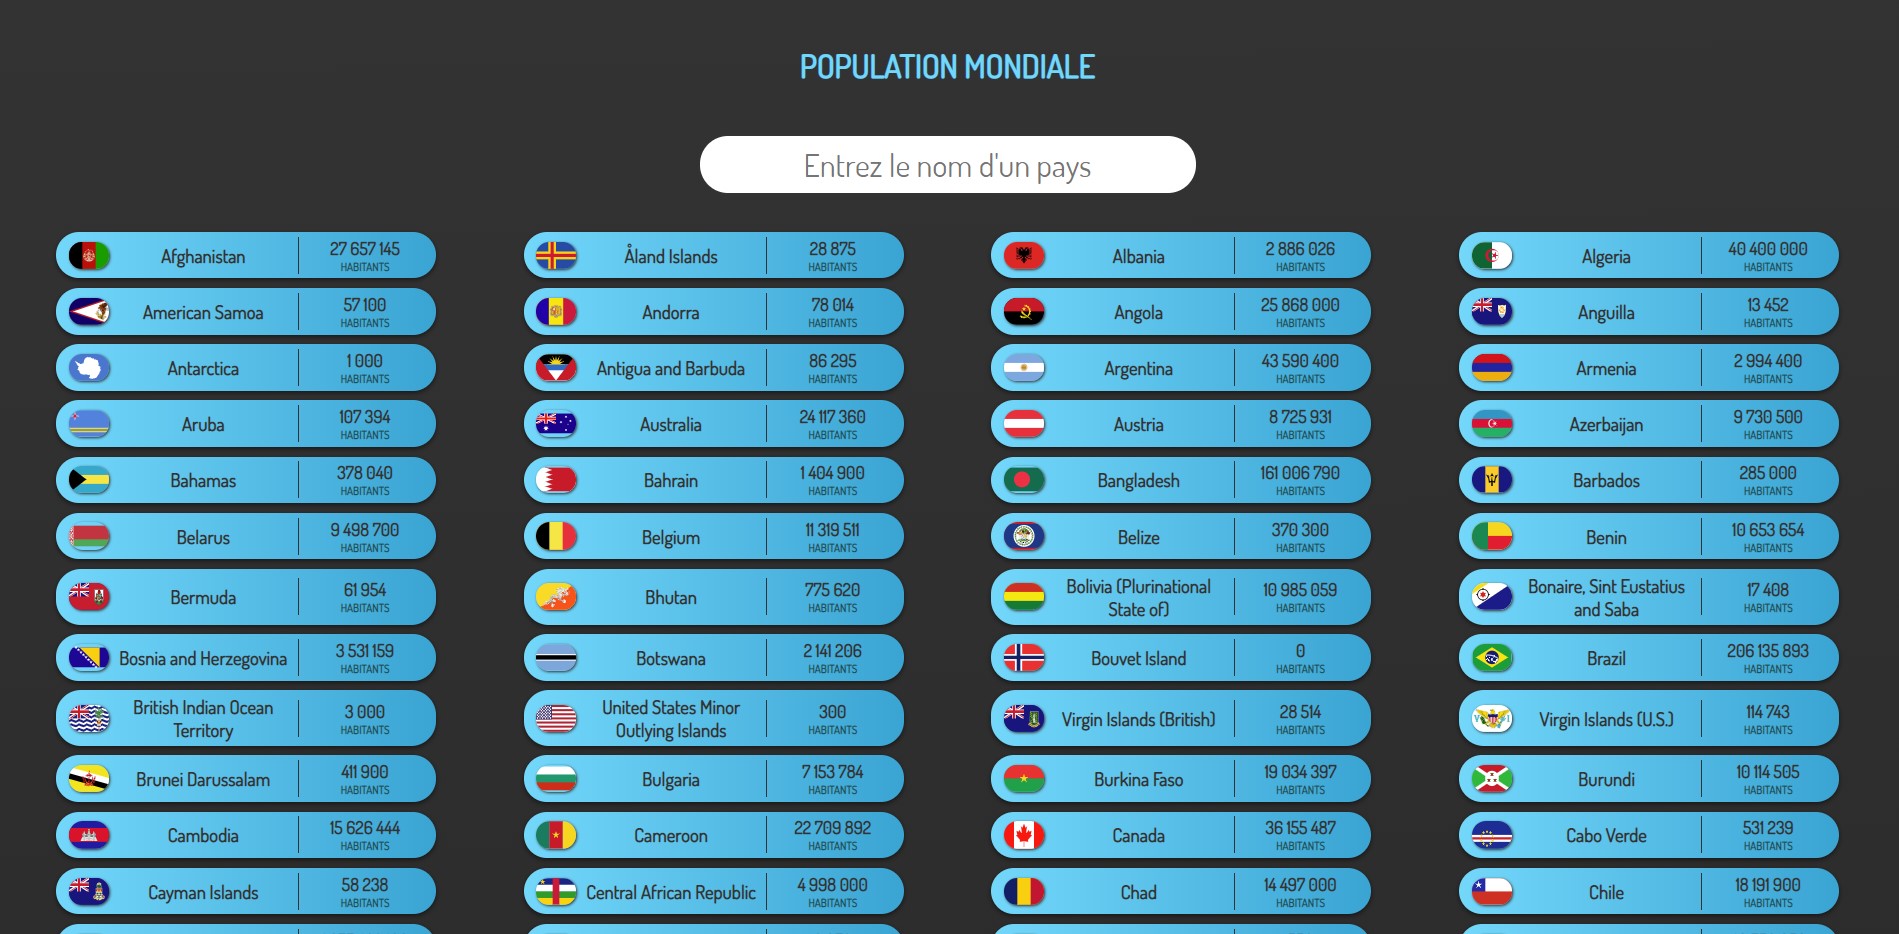 POPULATION MONDIALE
Entrez le nom d'un pays
Afghanistan
27 657 145
HABITANTS
Åland Islands
28 875
HABITANTS
Albania
2 886 026
HABITANTS
Algeria
40 400 000
HABITANTS
American Samoa
57 100
HABITANTS
Andorra
78 014
HABITANTS
Angola
25 868 000
HABITANTS
Anguilla
13 452
HABITANTS
Antarctica
1 000
HABITANTS
Antigua and Barbuda
86 295
HABITANTS
Argentina
43 590 400
HABITANTS
Armenia
2 994 400
HABITANTS
Aruba
107 394
HABITANTS
Australia
24 117 360
HABITANTS
Austria
8 725 931
HABITANTS
Azerbaijan
9 730 500
HABITANTS
Bahamas
378 040
HABITANTS
Bahrain
1 404 900
HABITANTS
Bangladesh
161 006 790
HABITANTS
Barbados
285 000
HABITANTS
Belarus
9 498 700
HABITANTS
Belgium
11 319 511
HABITANTS
Belize
370 300
HABITANTS
Benin
10 653 654
HABITANTS
Bermuda
61 954
HABITANTS
Bhutan
775 620
HABITANTS
Bolivia (Plurinational
State of)
10 985 059
HABITANTS
Bonaire, Sint Eustatius
and Saba
17 408
HABITANTS
Bosnia and Herzegovina
3 531 159
HABITANTS
Botswana
2 141 206
HABITANTS
Bouvet Island
0
HABITANTS
Brazil
206 135 893
HABITANTS
British Indian Ocean
Territory
3 000
HABITANTS
United States Minor
Outlying Islands
300
HABITANTS
Virgin Islands (British)
28 514
HABITANTS
Virgin Islands (U.S.)
114 743
HABITANTS
Brunei Darussalam
411 900
HABITANTS
Bulgaria
7 153 784
HABITANTS
Burkina Faso
19 034 397
HABITANTS
Burundi
10 114 505
HABITANTS
Cambodia
15 626 444
HABITANTS
Cameroon
22 709 892
HABITANTS
Canada
36 155 487
HABITANTS
Cabo Verde
531 239
HABITANTS
Cayman Islands
58 238
HABITANTS
Central African Republic
4 998 000
HABITANTS
Chad
14 497 000
HABITANTS
Chile
18 191 900
HABITANTS